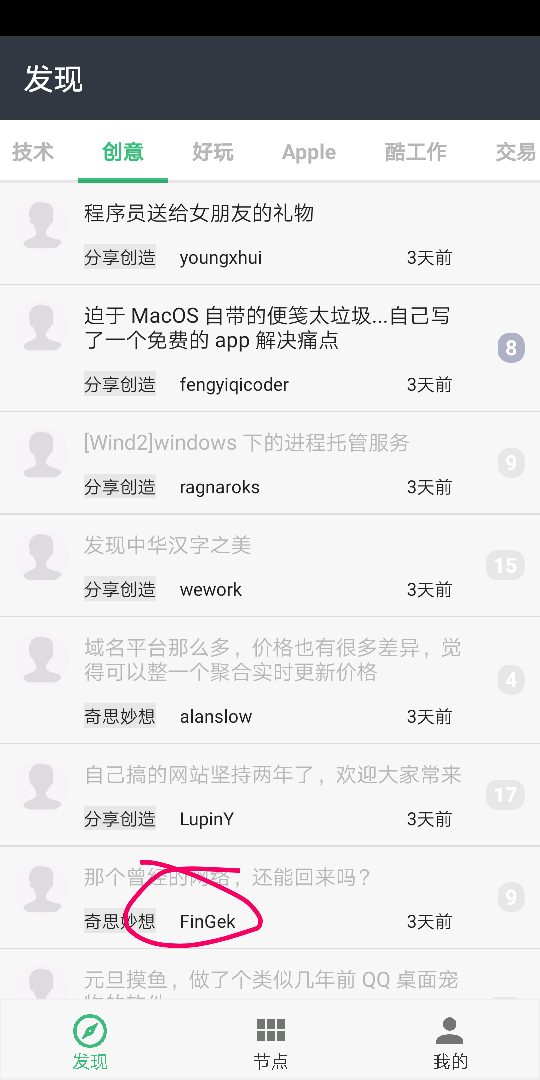 发现
技术 创意 好玩 Apple 酷工作 交易
程序员送给女朋友的礼物
分享创造 youngxhui 3天前
迫于 MacOS 自带的便笺太垃圾...自己写
了一个免费的 app 解决痛点
8
分享创造 fengyiqicoder 3天前
[Wind2]windows 下的进程托管服务
9
分享创造 ragnaroks 3天前
发现中华汉字之美
15
分享创造 wework 3天前
域名平台那么多，价格也有很多差异，觉
得可以整一个聚合实时更新价格
4
奇思妙想 alanslow 3天前
自己搞的网站坚持两年了，欢迎大家常来
17
分享创造 LupinY 3天前
那个曾经的网络，还能回来吗？
9
奇思妙想 FinGek 3天前
元旦摸鱼，做了个类似几年前 QQ 桌面宠
物的软件
发现 节点 我的